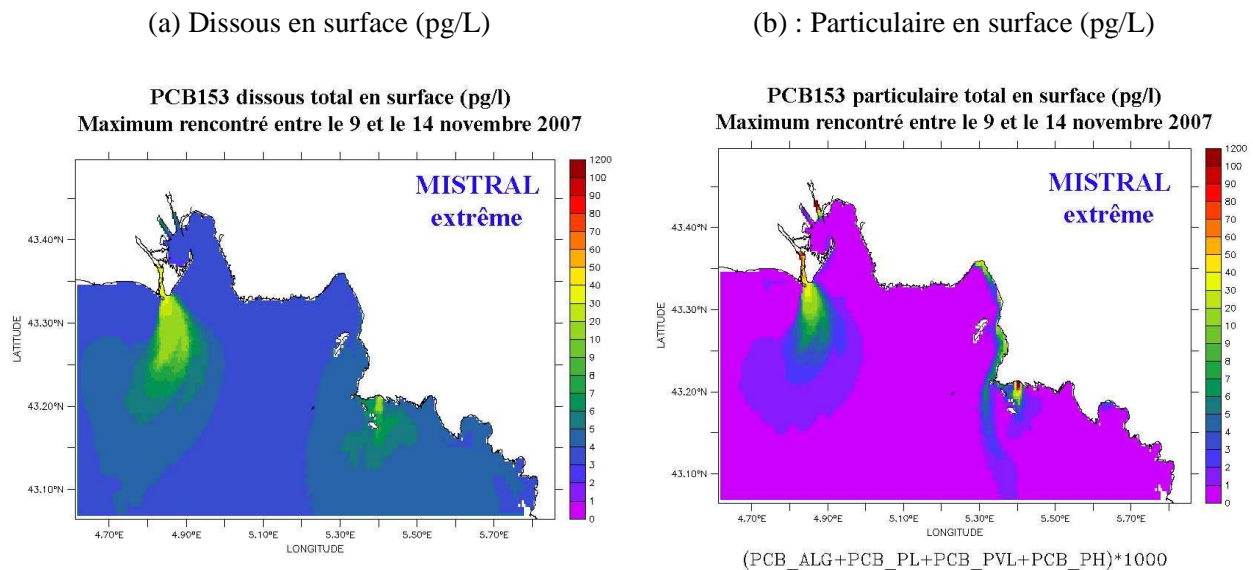 (a) Dissous en surface (pg/L)
(b) : Particulaire en surface (pg/L)
PCB153 dissous total en surface (pg/l)
Maximum rencontré entre le 9 et le 14 novembre 2007
MISTRAL
extrême
43.40°N
43.30°N
43.20°N
43.10°N
LATITUDE
4.70°E 4.90°E 5.10°E 5.30°E 5.50°E 5.70°E
LONGITUDE
1200
100
90
80
70
60
50
40
30
20
10
9
8
7
6
5
4
3
2
1
0
PCB153 particulaire total en surface (pg/l)
Maximum rencontré entre le 9 et le 14 novembre 2007
MISTRAL
extrême
43.40°N
43.30°N
43.20°N
43.10°N
LATITUDE
4.70°E 4.90°E 5.10°E 5.30°E 5.50°E 5.70°E
LONGITUDE
1200
100
90
80
70
60
50
40
30
20
10
9
8
7
6
5
4
3
2
1
0
(PCB_ALG+PCB_PL+PCB_PVL+PCB_PH)*1000